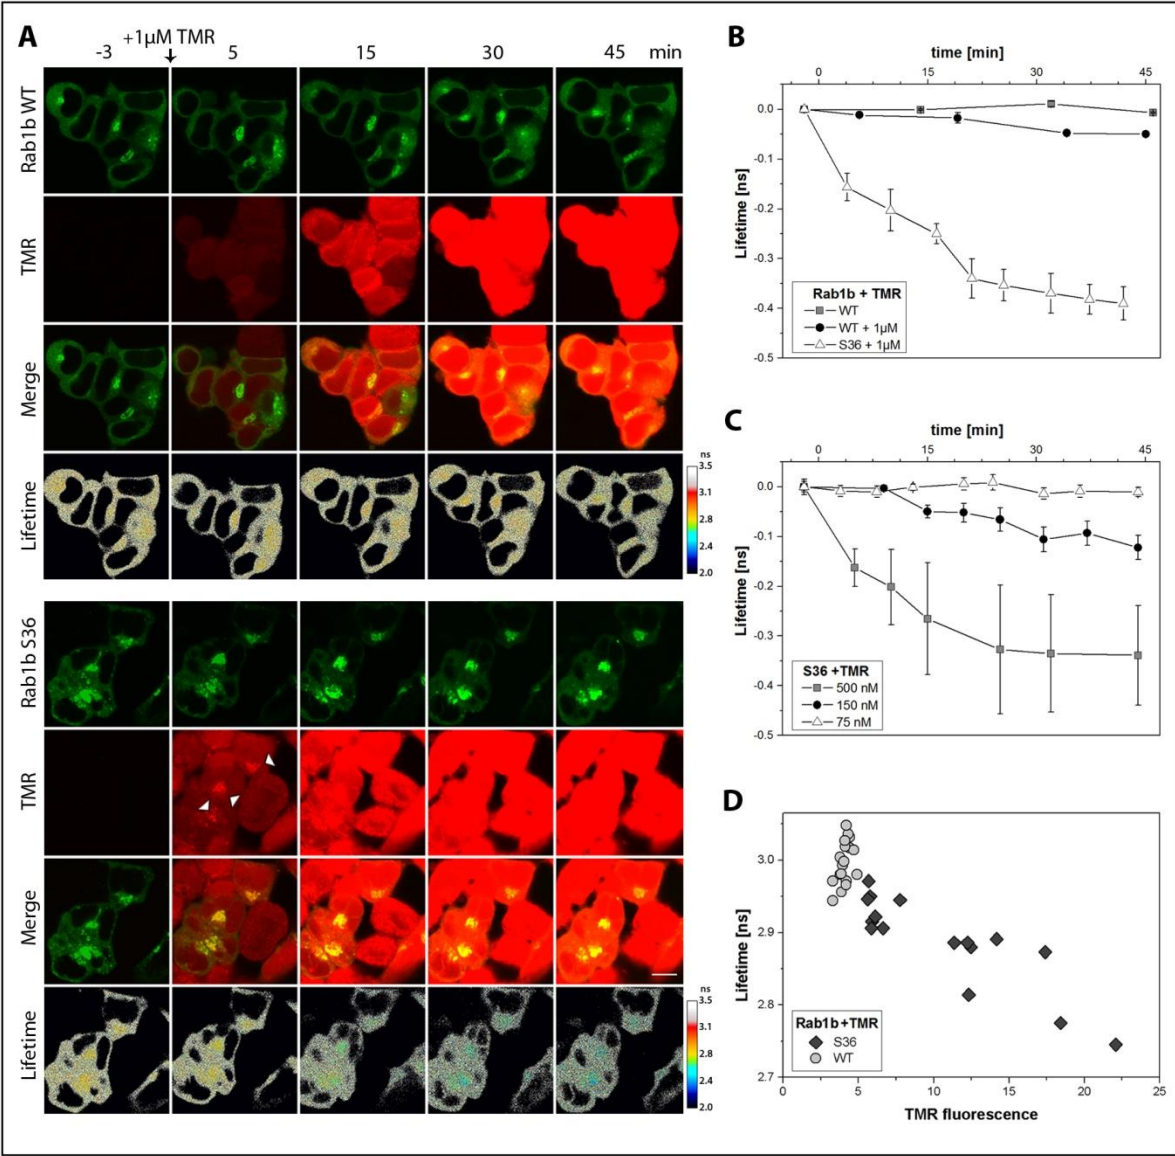 A
+1µM TMR
-3 5 15 30 45 min
Rab1b WT
TMR
Merge
Lifetime
ns
3.5
3.1
2.8
2.4
2.0
Rab1b S36
TMR
Merge
Lifetime
ns
3.5
3.1
2.7
2.4
2.0
B
time [min]
0 15 30 45
Lifetime [ns]
0.0
-0.1
-0.2
-0.3
-0.4
-0.5
Rab1b + TMR
WT
WT + 1µM
S36 + 1µM
C
time [min]
0 15 30 45
Lifetime [ns]
0.0
-0.1
-0.2
-0.3
-0.4
-0.5
S36 +TMR
500 nM
150 nM
75 nM
D
Lifetime [ns]
3.0
2.9
2.8
2.7
Rab1b+TMR
S36
WT
0 5 10 15 20 25
TMR fluorescence